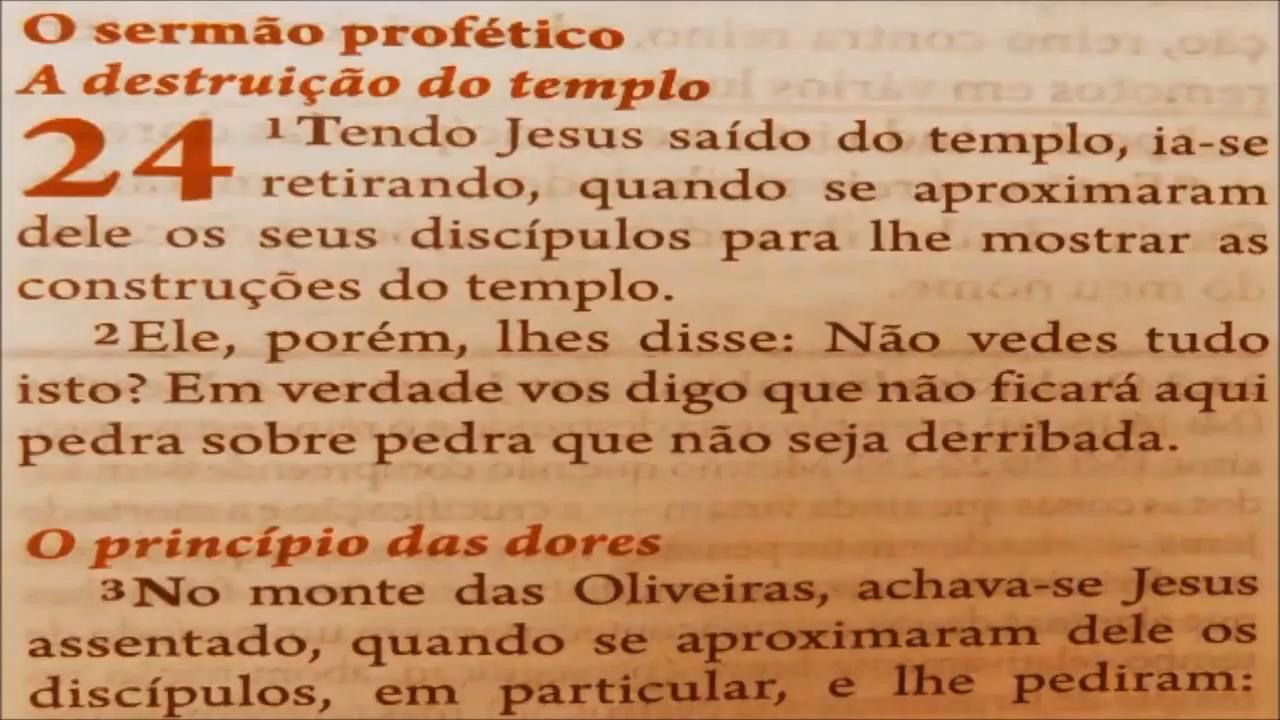 O sermão profético
A destruição do templo
24 1Tendo Jesus saído do templo, ia-se
retirando, quando se aproximaram
dele os seus discípulos para lhe mostrar as
construções do templo.
2Ele, porém, lhes disse: Não vedes tudo
isto? Em verdade vos digo que não ficará aqui
pedra sobre pedra que não seja derribada.
O princípio das dores
3No monte das Oliveiras, achava-se Jesus
assentado, quando se aproximaram dele os
discípulos, em particular, e lhe pediram: